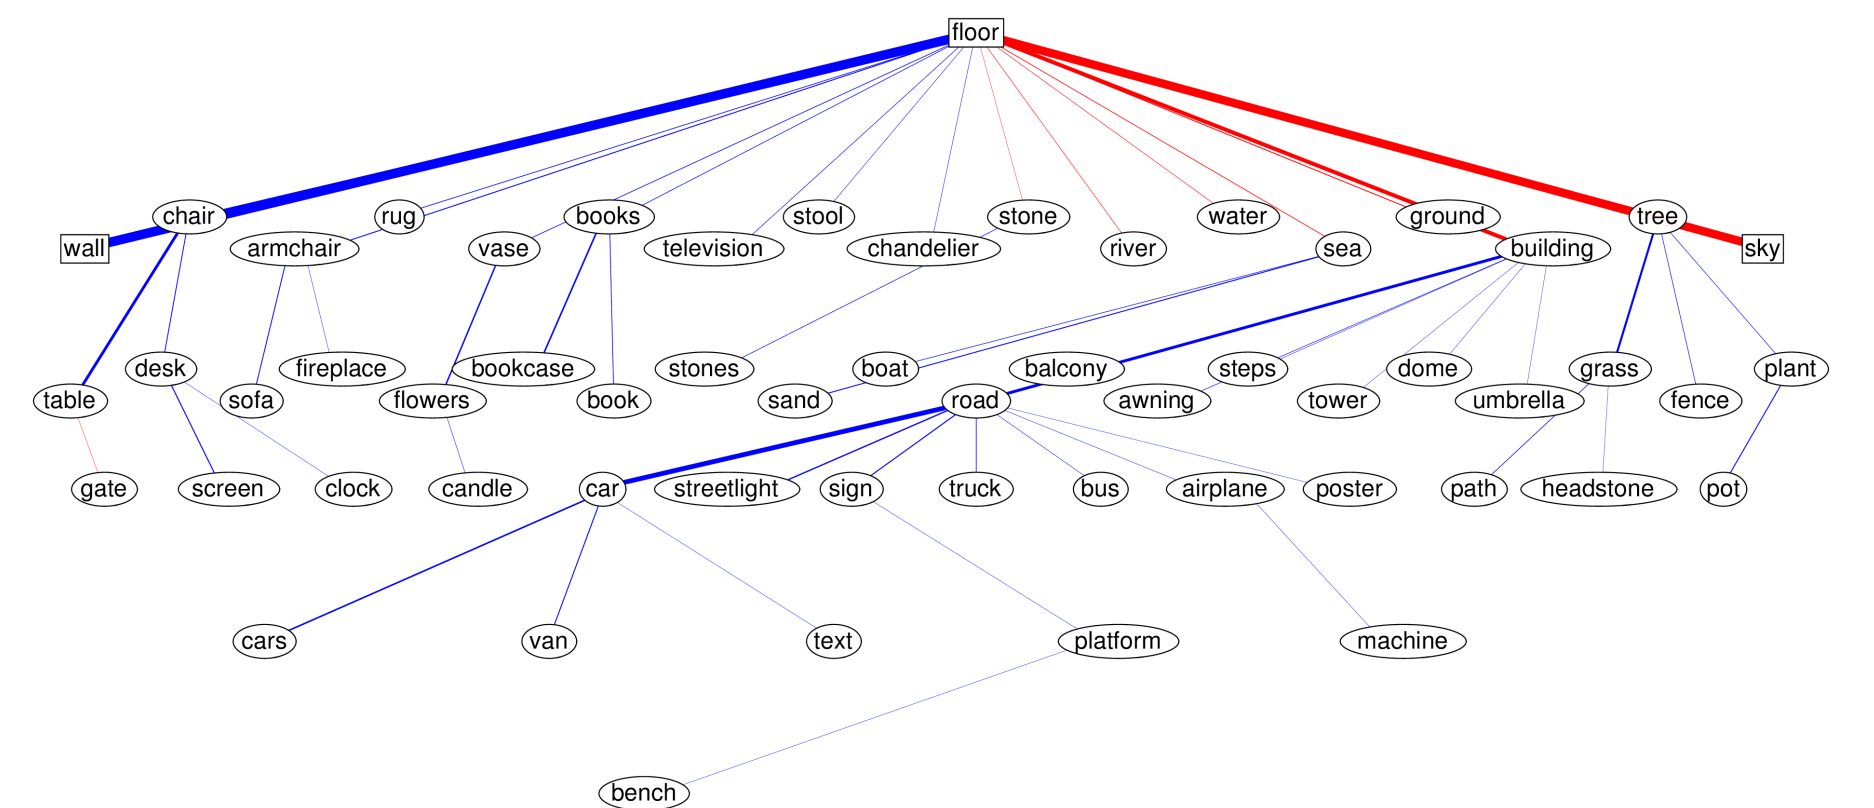 floor
chair
rug
books
stool
stone
water
ground
tree
wall
armchair
vase
television
chandelier
river
sea
building
sky
desk
fireplace
bookcase
stones
boat
balcony
steps
dome
grass
plant
table
sofa
flowers
book
sand
road
awning
tower
umbrella
fence
gate
screen
clock
candle
car
streetlight
sign
truck
bus
airplane
poster
path
headstone
pot
cars
van
text
platform
machine
bench